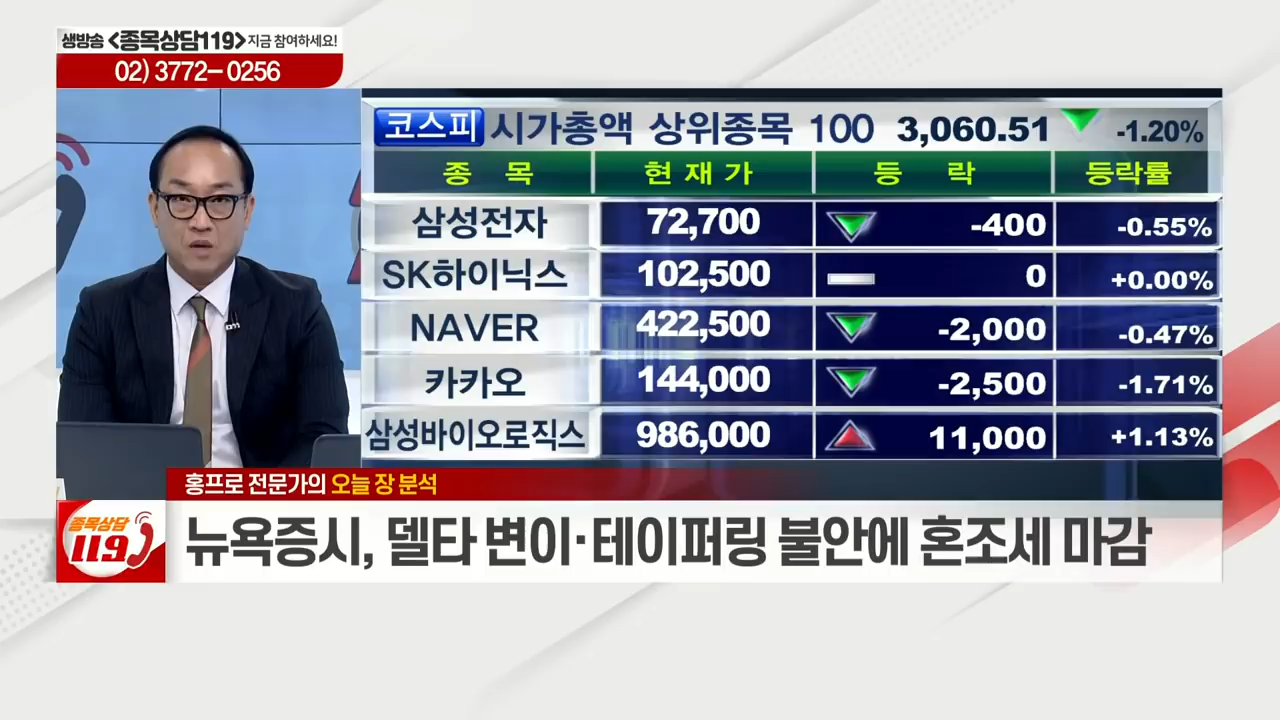 생방송 <종목상담119> 지금 참여하세요!
02) 3772-0256
코스피 시가총액 상위종목 100 3,060.51 -1.20%
종 목 현 재 가 등 락 등락률
삼성전자 72,700 -400 -0.55%
SK하이닉스 102,500 0 +0.00%
NAVER 422,500 -2,000 -0.47%
카카오 144,000 -2,500 -1.71%
삼성바이오로직스 986,000 11,000 +1.13%
홍프로 전문가의 오늘 장 분석
종목상담
119
뉴욕증시, 델타 변이·테이퍼링 불안에 혼조세 마감